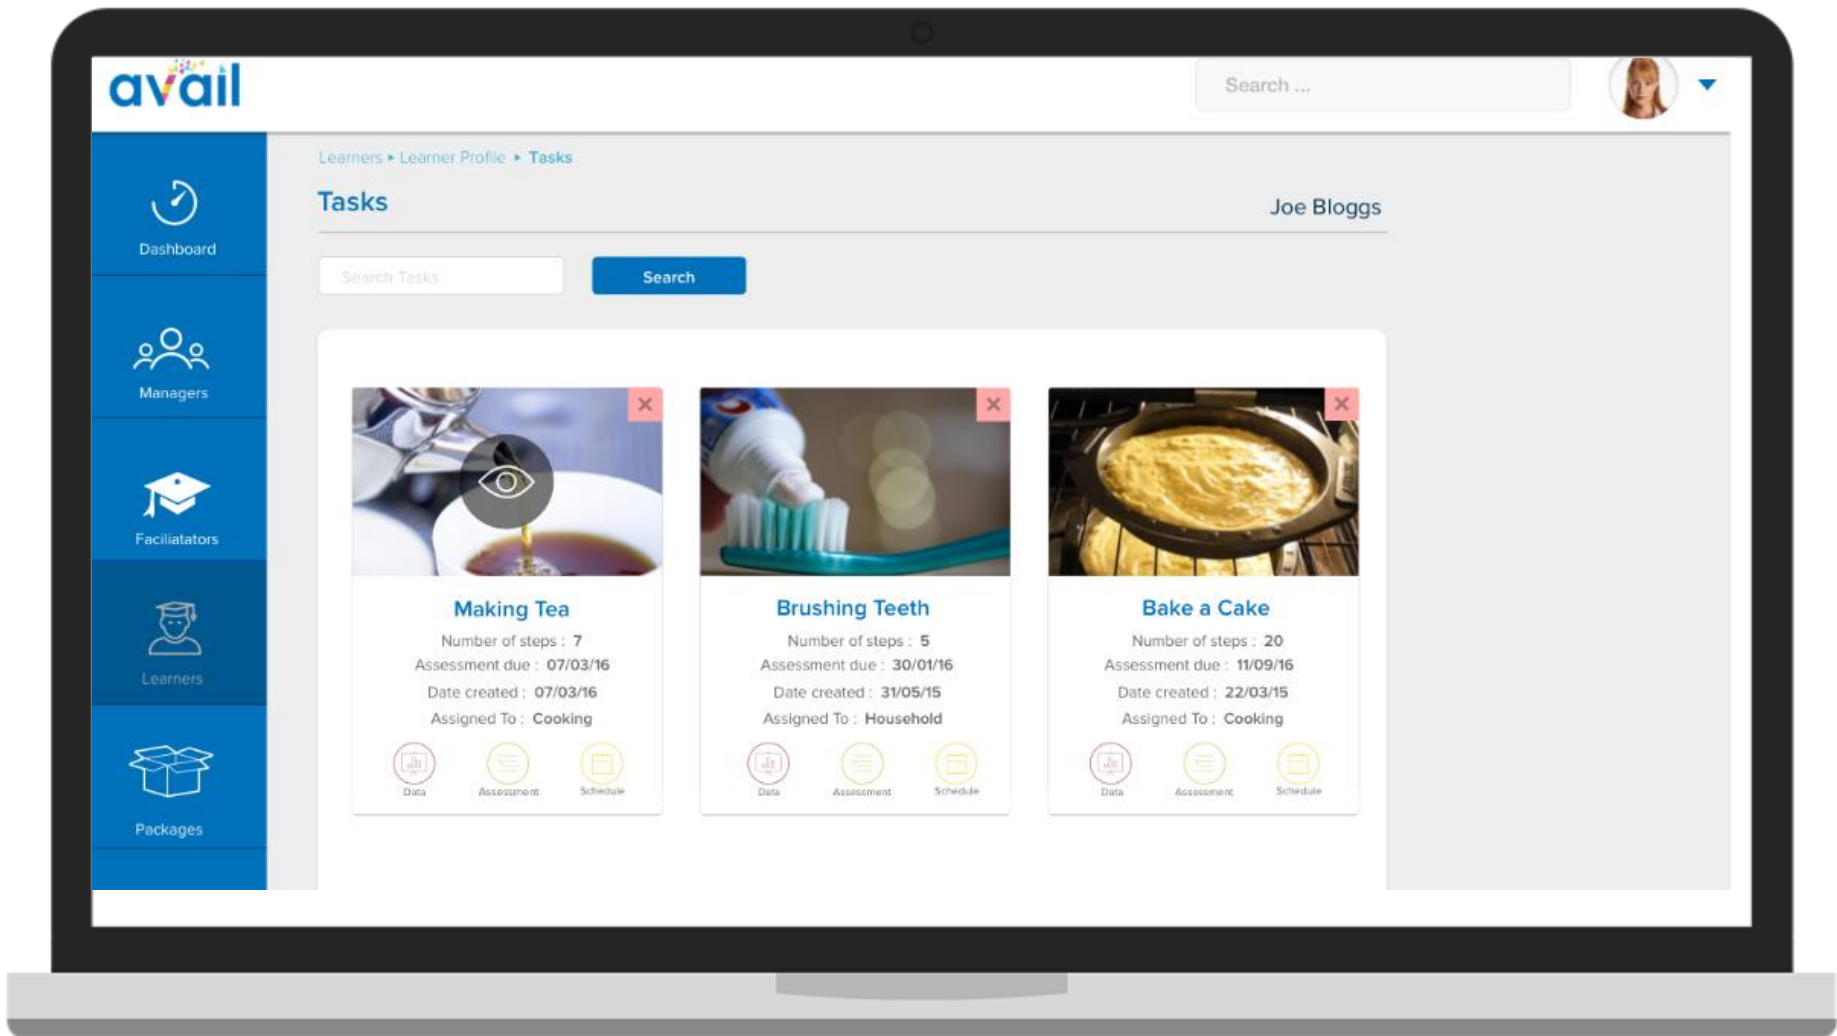 avail
Search ...
Learners ▸ Learner Profile ▸ Tasks
Tasks
Joe Bloggs
Search Tasks
Search
Dashboard
Managers
Faciliatators
Learners
Packages
Making Tea
Number of steps : 7
Assessment due : 07/03/16
Date created : 07/03/16
Assigned To : Cooking
Data Assessment Schedule
Brushing Teeth
Number of steps : 5
Assessment due : 30/01/16
Date created : 31/05/15
Assigned To : Household
Data Assessment Schedule
Bake a Cake
Number of steps : 20
Assessment due : 11/09/16
Date created : 22/03/15
Assigned To : Cooking
Data Assessment Schedule